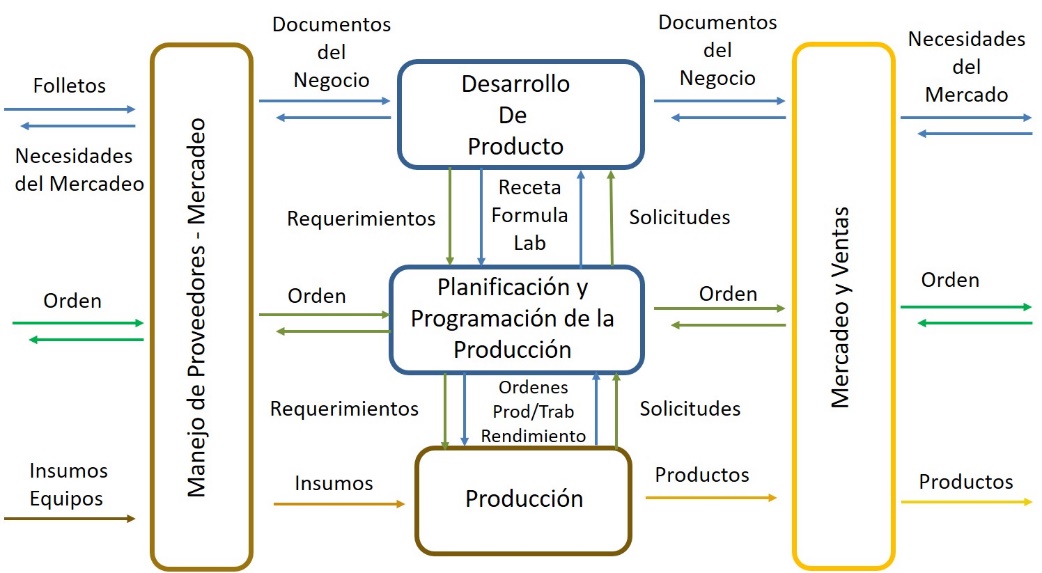 Folletos
Necesidades
del Mercadeo
Orden
Insumos
Equipos
Manejo de Proveedores - Mercadeo
Documentos
del
Negocio
Desarrollo
De
Producto
Documentos
del
Negocio
Requerimientos
Receta
Formula
Lab
Solicitudes
Orden
Planificación y
Programación de la
Producción
Orden
Requerimientos
Ordenes
Prod/Trab
Rendimiento
Solicitudes
Insumos
Producción
Productos
Mercadeo y Ventas
Necesidades
del
Mercado
Orden
Productos